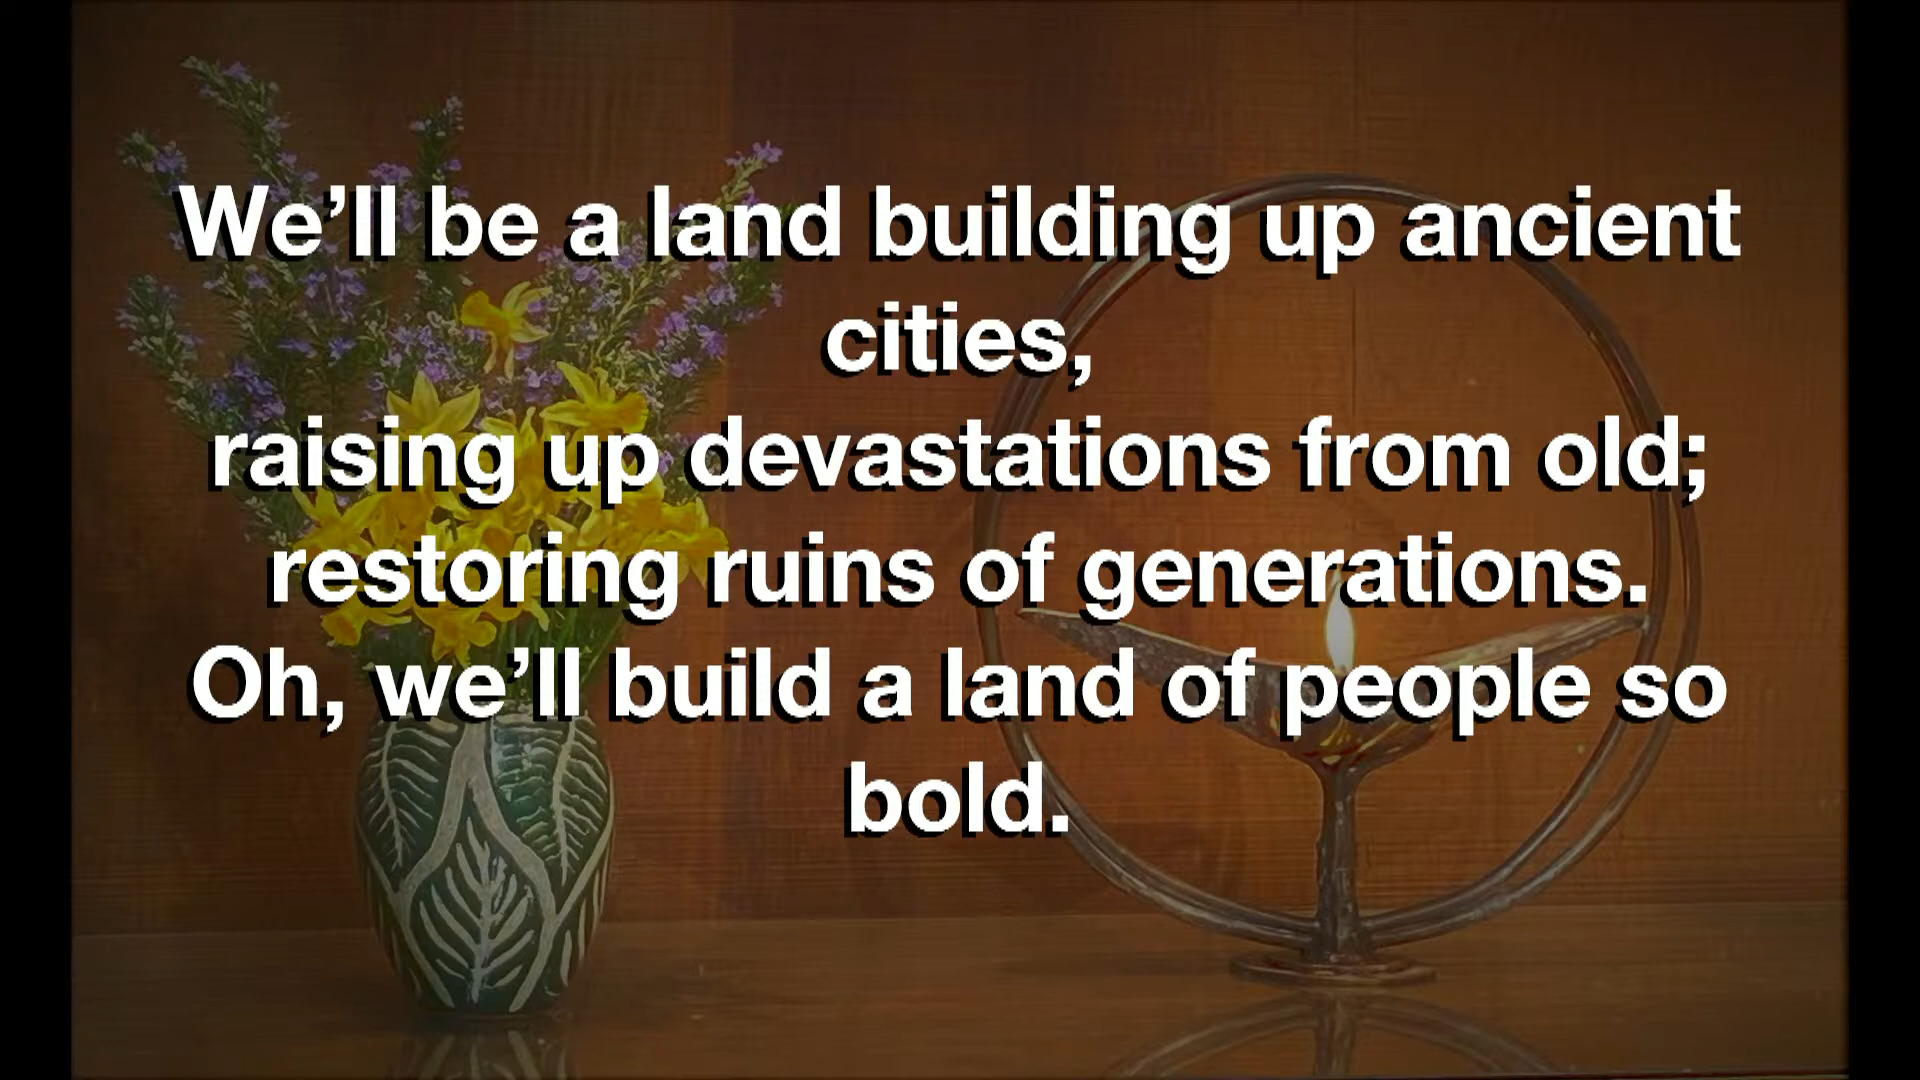 We’ll be a land building up ancient
cities,
raising up devastations from old;
restoring ruins of generations.
Oh, we’ll build a land of people so
bold.